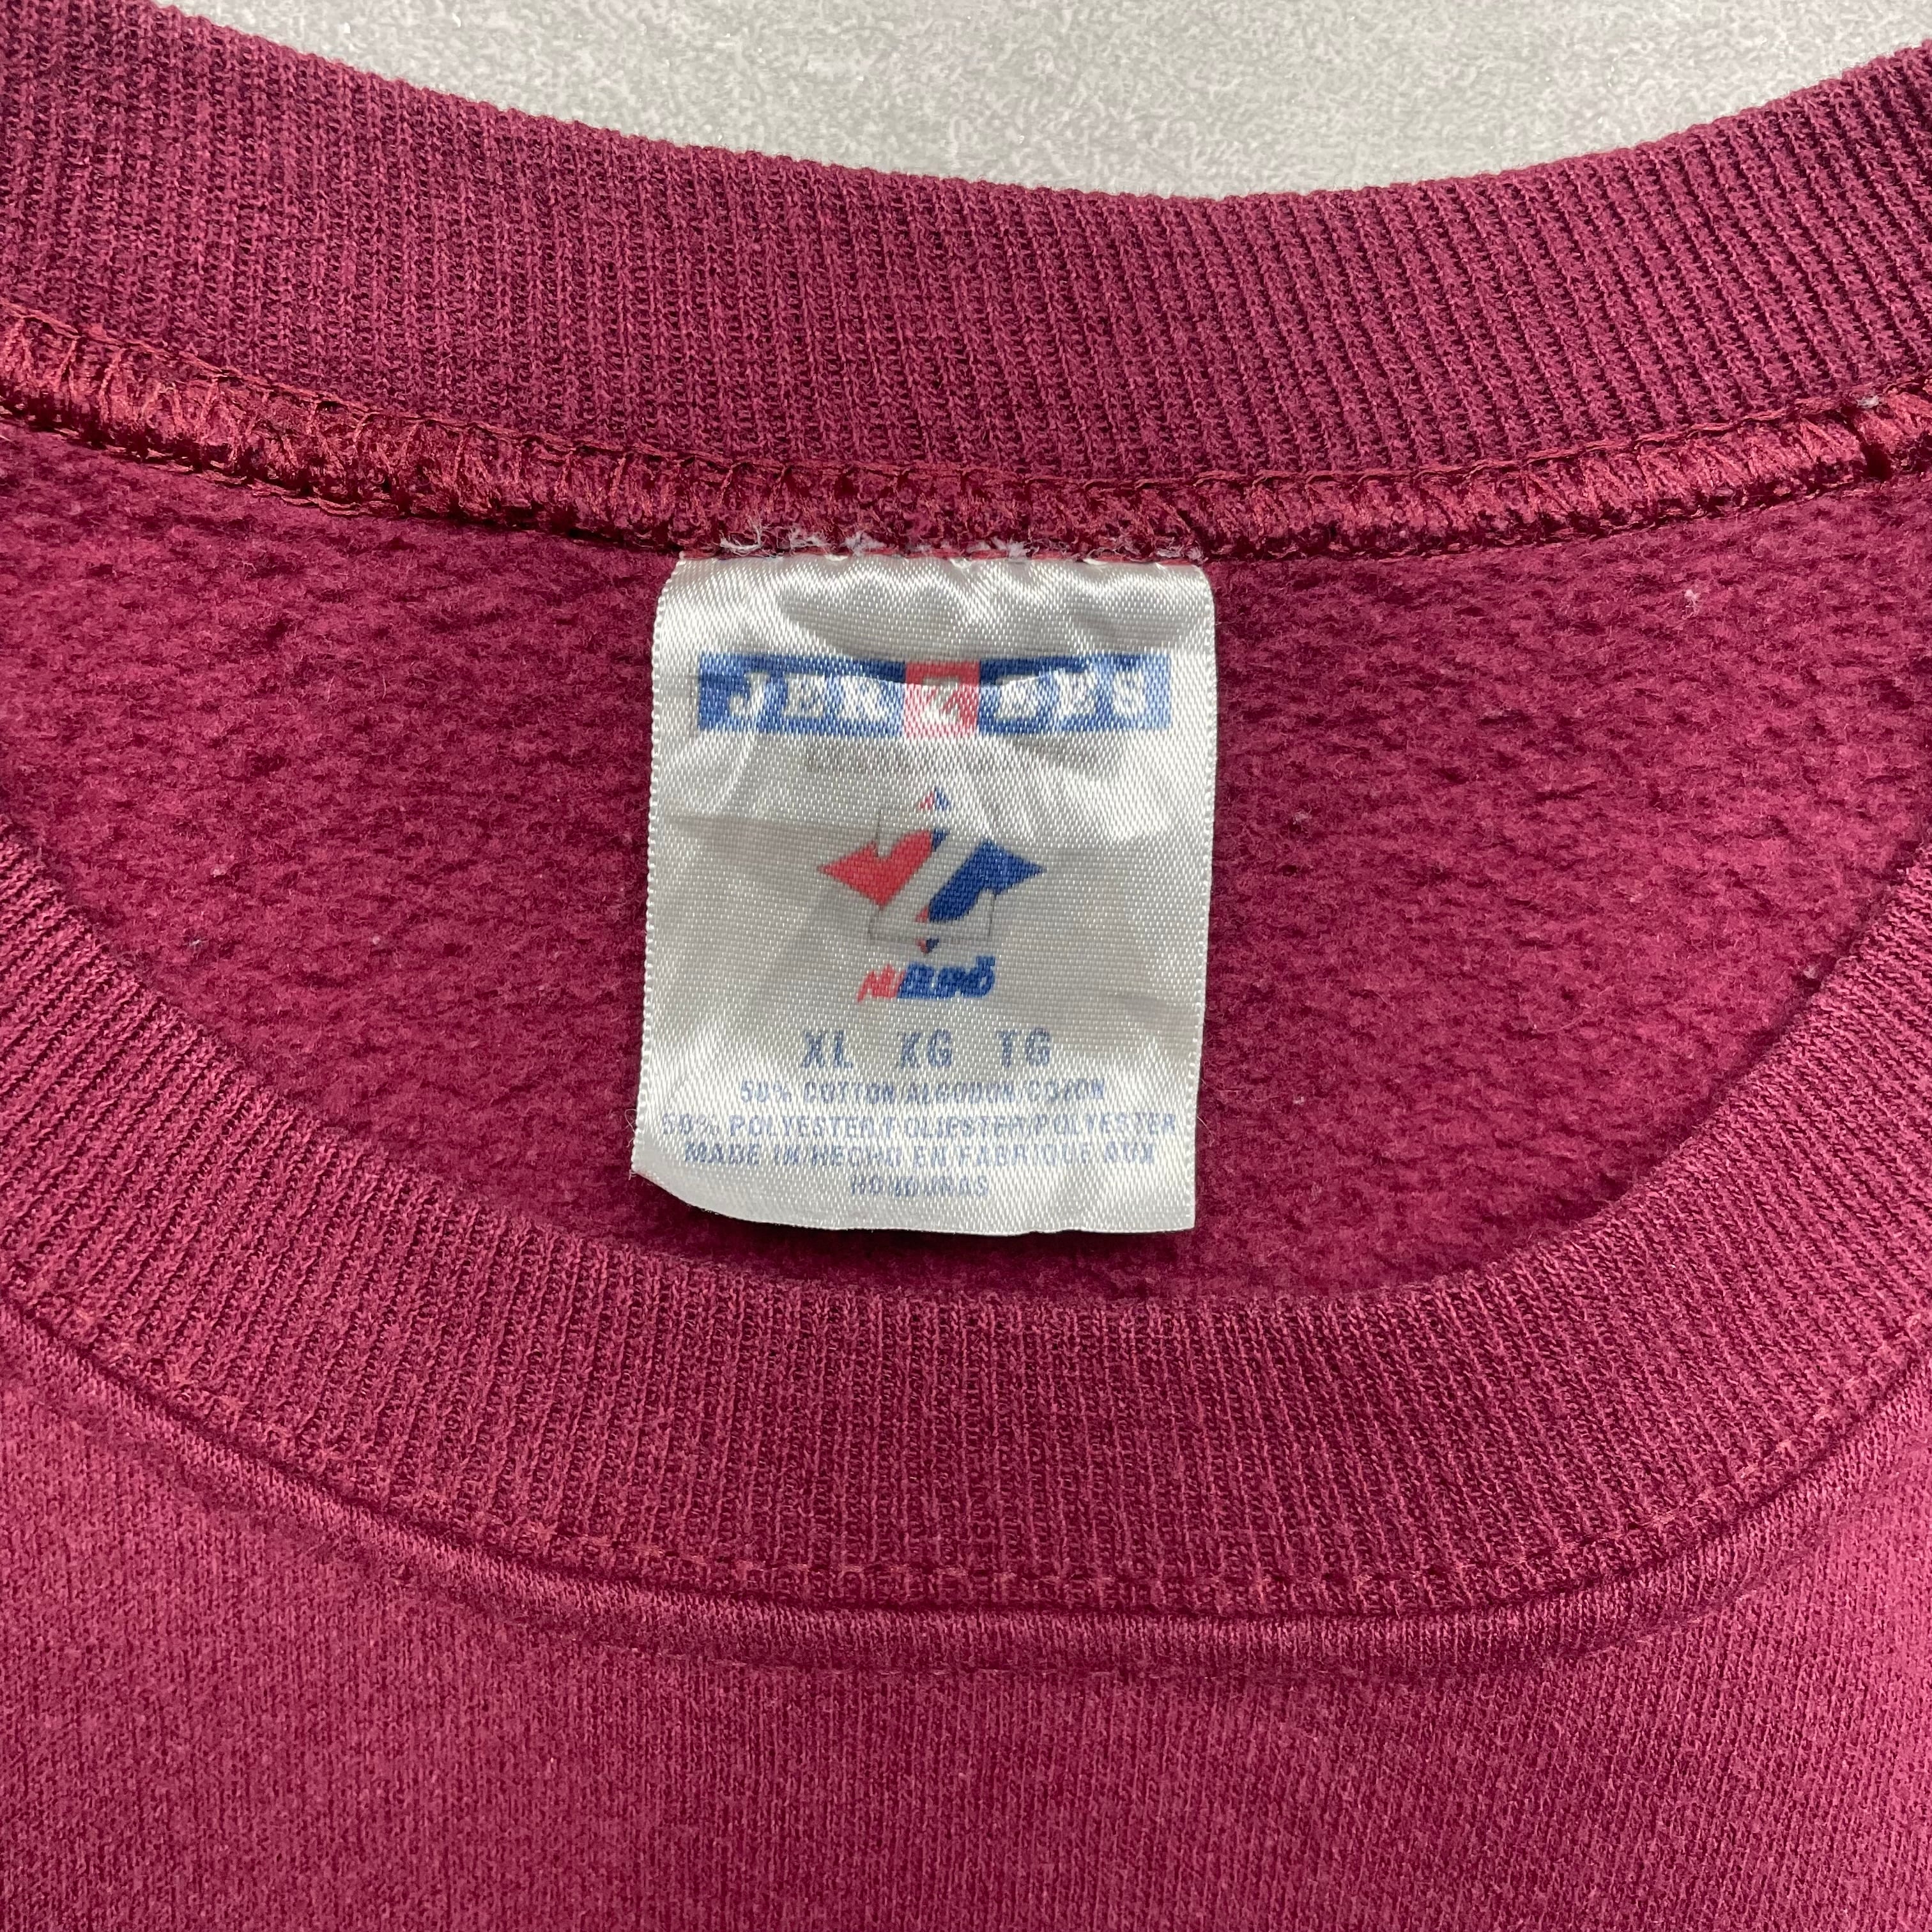 JERZEES
NuBlend
XL KG TG
50% COTTON/ALGODON/COTON
50% POLYESTER/POLIESTER/POLYESTER
MADE IN/HECHO EN/FABRIQUE AUX
HONDURAS